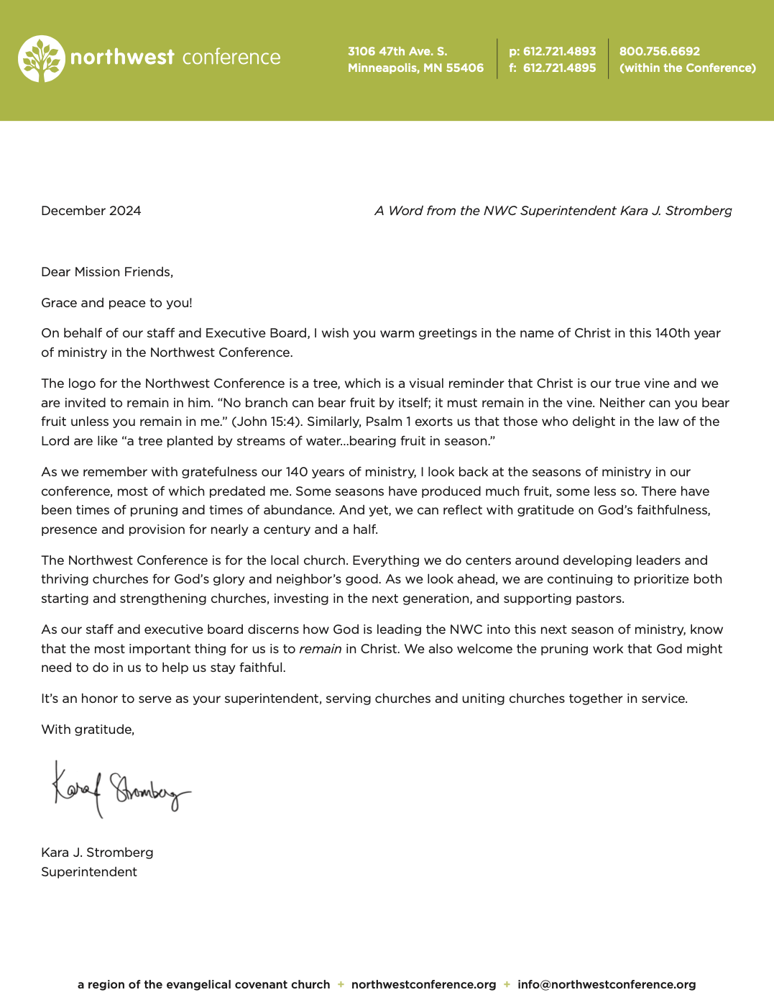 northwest conference
3106 47th Ave. S.
Minneapolis, MN 55406
p: 612.721.4893
f: 612.721.4895
800.756.6692
(within the Conference)
December 2024
A Word from the NWC Superintendent Kara J. Stromberg
Dear Mission Friends,
Grace and peace to you!
On behalf of our staff and Executive Board, I wish you warm greetings in the name of Christ in this 140th year
of ministry in the Northwest Conference.
The logo for the Northwest Conference is a tree, which is a visual reminder that Christ is our true vine and we
are invited to remain in him. “No branch can bear fruit by itself; it must remain in the vine. Neither can you bear
fruit unless you remain in me.” (John 15:4). Similarly, Psalm 1 exorts us that those who delight in the law of the
Lord are like “a tree planted by streams of water...bearing fruit in season.”
As we remember with gratefulness our 140 years of ministry, I look back at the seasons of ministry in our
conference, most of which predated me. Some seasons have produced much fruit, some less so. There have
been times of pruning and times of abundance. And yet, we can reflect with gratitude on God’s faithfulness,
presence and provision for nearly a century and a half.
The Northwest Conference is for the local church. Everything we do centers around developing leaders and
thriving churches for God’s glory and neighbor’s good. As we look ahead, we are continuing to prioritize both
starting and strengthening churches, investing in the next generation, and supporting pastors.
As our staff and executive board discerns how God is leading the NWC into this next season of ministry, know
that the most important thing for us is to remain in Christ. We also welcome the pruning work that God might
need to do in us to help us stay faithful.
It’s an honor to serve as your superintendent, serving churches and uniting churches together in service.
With gratitude,
Kara J Stromberg
Kara J. Stromberg
Superintendent
a region of the evangelical covenant church + northwestconference.org + info@northwestconference.org